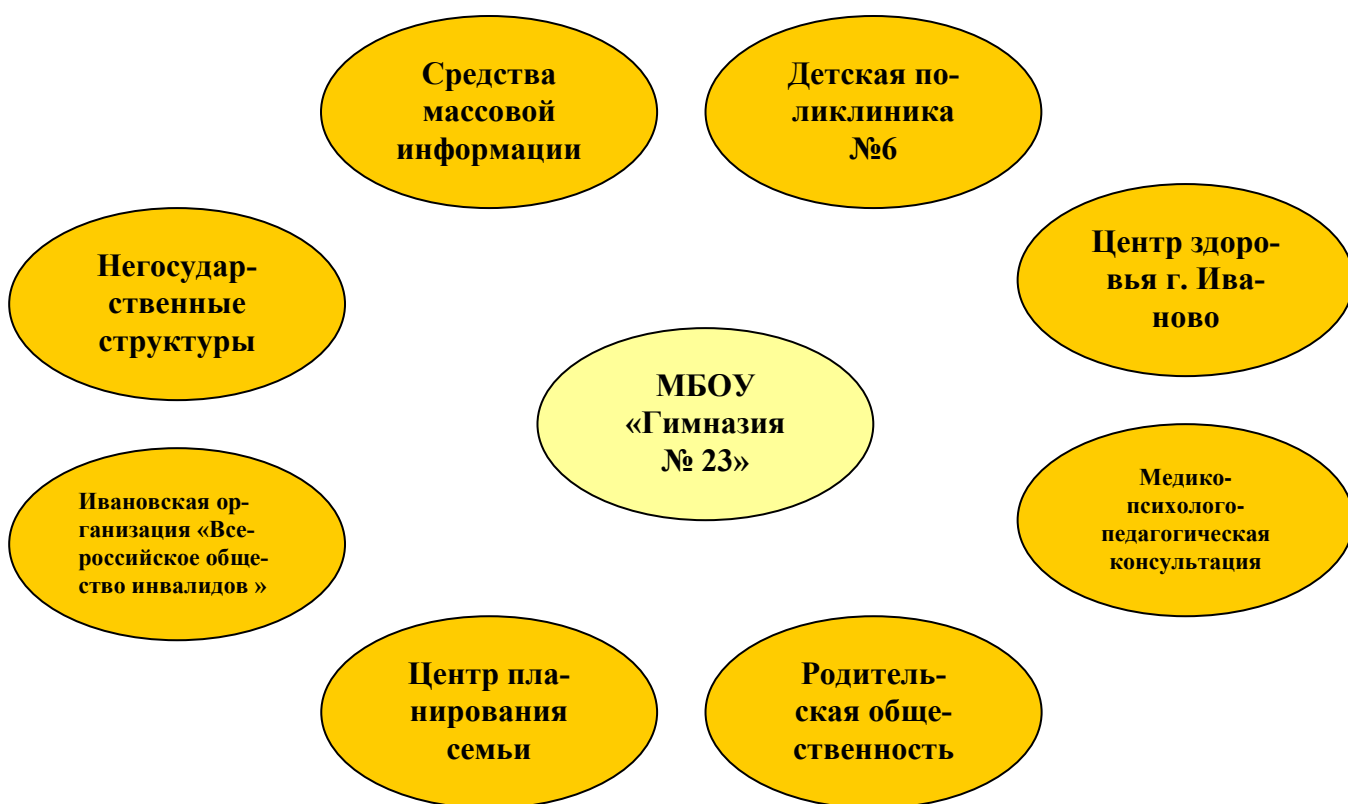 Средства
массовой
информации
Детская по-
ликлиника
№6
Негосудар-
ственные
структуры
Центр здоро-
вья г. Ива-
ново
МБОУ
«Гимназия
№ 23»
Ивановская ор-
ганизация «Все-
российское обще-
ство инвалидов »
Медико-
психолого-
педагогическая
консультация
Центр пла-
нирования
семьи
Родитель-
ская обще-
ственность